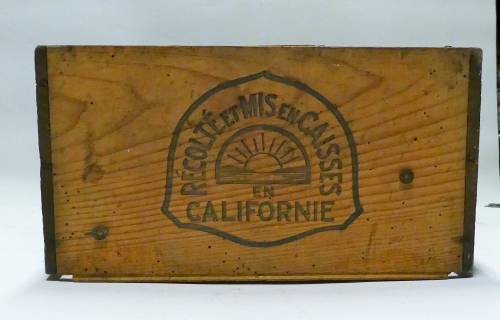 RÉCOLTÉ ET MIS EN CAISSES
EN
CALIFORNIE